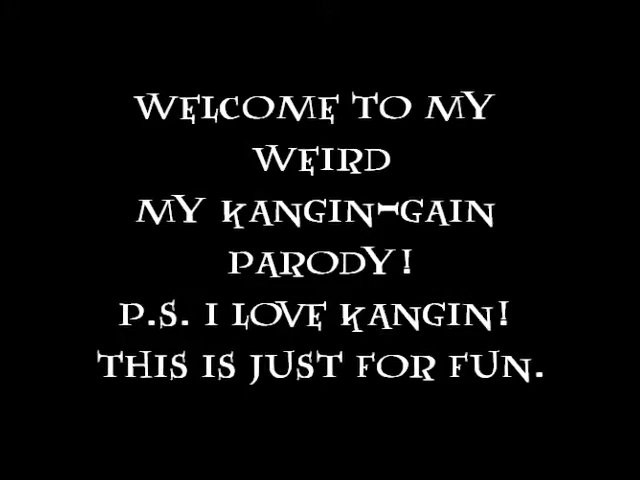 WELCOME TO MY
WEIRD
MY KANGIN-GAIN
PARODY!
P.S. I LOVE KANGIN!
THIS IS JUST FOR FUN.